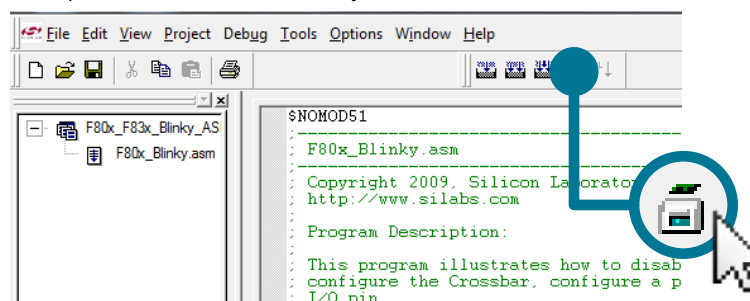 File Edit View Project Debug Tools Options Window Help
F80x_F83x_Blinky_AS
F80x_Blinky.asm
$NOMOD51
;
; F80x_Blinky.asm
;
; Copyright 2009, Silicon Laborato
; http://www.silabs.com
;
; Program Description:
;
; This program illustrates how to disab
; configure the Crossbar, configure a p
; I/O pin